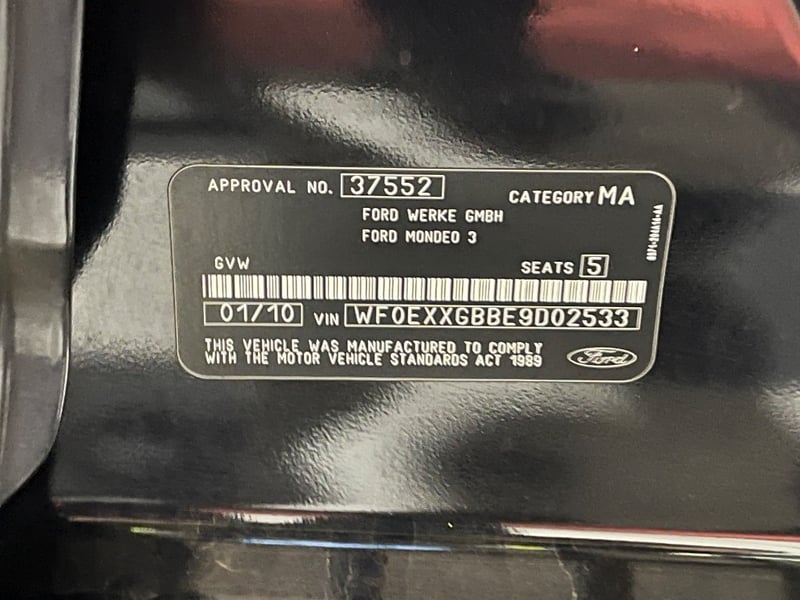 APPROVAL NO. 37552
CATEGORY MA
FORD WERKE GMBH
FORD MONDEO 3
GVW
SEATS 5
01/10 VIN WF0EXXGBBE9D02533
THIS VEHICLE WAS MANUFACTURED TO COMPLY
WITH THE MOTOR VEHICLE STANDARDS ACT 1989
Ford